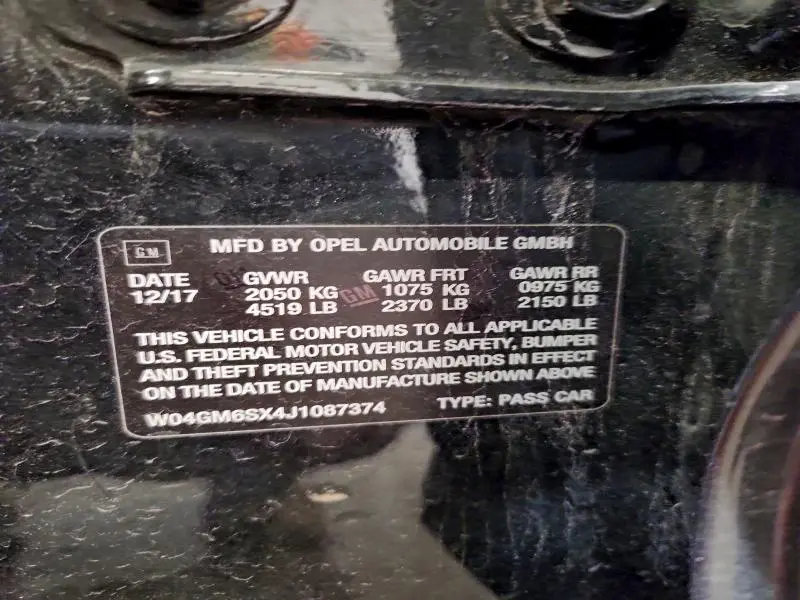 GM MFD BY OPEL AUTOMOBILE GMBH
DATE GVWR GAWR FRT GAWR RR
12/17 2050 KG 1075 KG 0975 KG
4519 LB GM 2370 LB 2150 LB
THIS VEHICLE CONFORMS TO ALL APPLICABLE
U.S. FEDERAL MOTOR VEHICLE SAFETY, BUMPER
AND THEFT PREVENTION STANDARDS IN EFFECT
ON THE DATE OF MANUFACTURE SHOWN ABOVE
W04GM6SX4J1087374 TYPE: PASS CAR